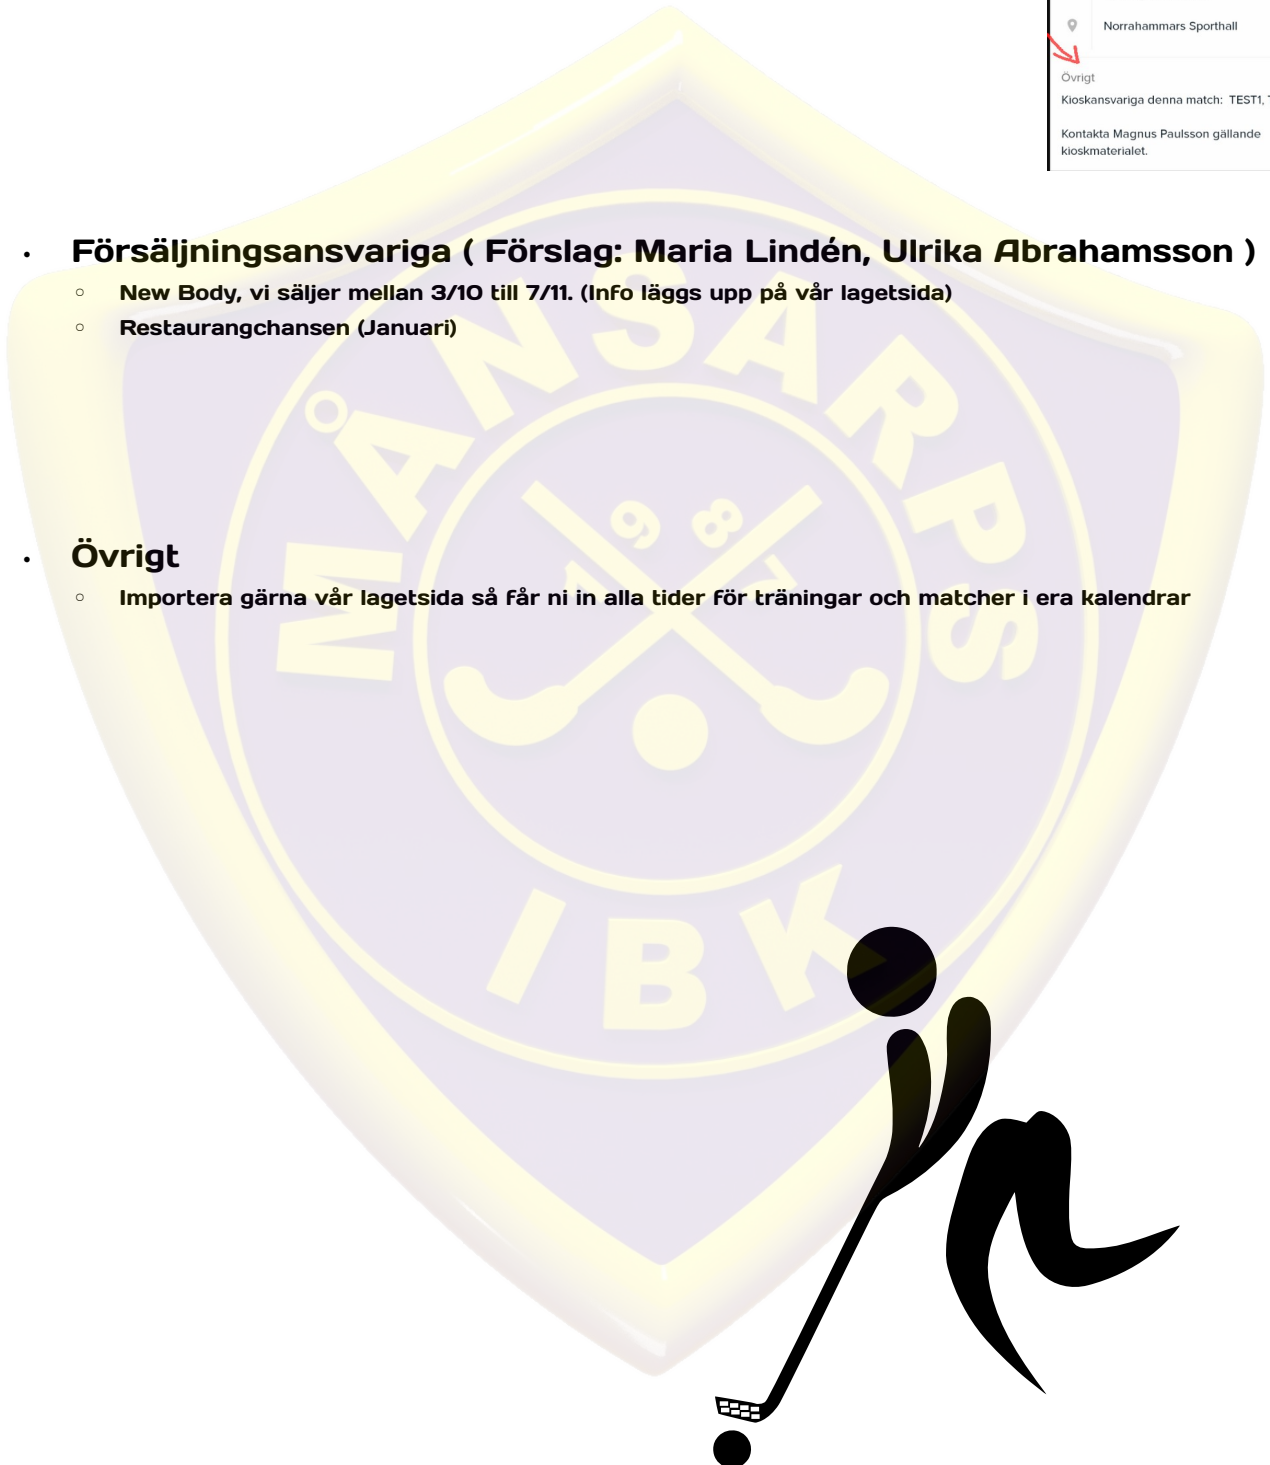 Norrahammars Sporthall
Övrigt
Kioskansvariga denna match: TEST1,
Kontakta Magnus Paulsson gällande
kioskmaterialet.
• Försäljningsansvariga ( Förslag: Maria Lindén, Ulrika Abrahamsson )
○ New Body, vi säljer mellan 3/10 till 7/11. (Info läggs upp på vår lagetsida)
○ Restaurangchansen (Januari)
• Övrigt
○ Importera gärna vår lagetsida så får ni in alla tider för träningar och matcher i era kalendrar
MÅNSARPS
1987
IBK